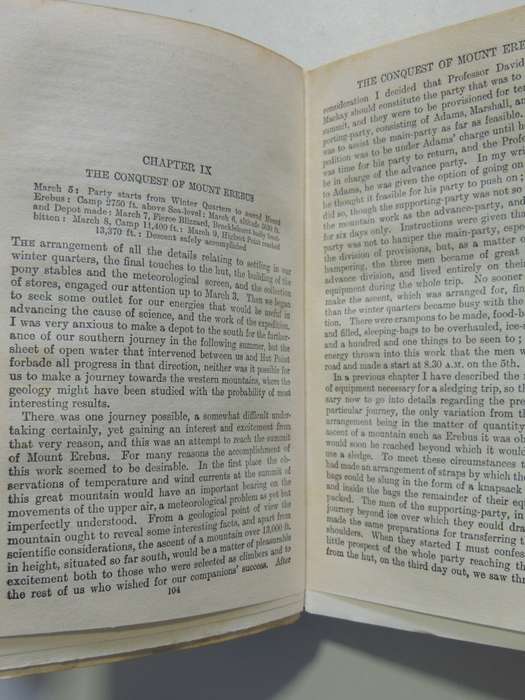 CHAPTER IX
THE CONQUEST OF MOUNT EREBUS
March 5: Party starts from Winter Quarters to ascend Mount
Erebus: Camp 2750 ft. above Sea-level: March 6, altitude 5630 ft.
and Depot made: March 7, Fierce Blizzard, Brocklehurst badly frost-
bitten: March 8, Camp 11,400 ft.: March 9, Highest Point reached
13,370 ft.: Descent safely accomplished
THE arrangement of all the details relating to settling in our
winter quarters, the final touches to the hut, the building of the
pony stables and the meteorological screen, and the collection
of stores, engaged our attention up to March 3. Then we began
to seek some outlet for our energies that would be useful in
advancing the cause of science, and the work of the expedition.
I was very anxious to make a depot to the south for the further-
ance of our southern journey in the following summer, but the
sheet of open water that intervened between us and Hut Point
forbade all progress in that direction, neither was it possible for
us to make a journey towards the western mountains, where the
geology might have been studied with the probability of most
interesting results.
There was one journey possible, a somewhat difficult under-
taking certainly, yet gaining an interest and excitement from
that very reason, and this was an attempt to reach the summit
of Mount Erebus. For many reasons the accomplishment of
this work seemed to be desirable. In the first place the ob-
servations of temperature and wind currents at the summit of
this great mountain would have an important bearing on the
movements of the upper air, a meteorological problem as yet but
imperfectly understood. From a geological point of view the
mountain ought to reveal some interesting facts, and apart from
scientific considerations, the ascent of a mountain over 13,000 ft.
in height, situated so far south, would be a matter of pleasurable
excitement both to those who were selected as climbers and to
the rest of us who wished for our companions' success. After
104
THE CONQUEST OF MOUNT EREBUS
consideration I decided that Professor David
Mackay should constitute the party that was to
summit, and they were to be provisioned for ten
porting-party, consisting of Adams, Marshall, a
was to assist the main-party as far as feasible.
pedition was to be under Adams' charge until h
was time for his party to return, and the Profe
be in charge of the advance party. In my wri
to Adams, he was given the option of going on
he thought it feasible for his party to push on;
did so, though the supporting-party was not so
the mountain work as the advance-party, and
for six days only. Instructions were given tha
party was not to hamper the main-party, especi
the division of provisions, but, as a matter o
hampering, the three men became of great
advance division, and lived entirely on their
equipment during the whole trip. No sooner
make the ascent, which was arranged for, fin
than the winter quarters became busy with the
tion. There were crampons to be made, food-b
and filled, sleeping-bags to be overhauled, ice-
and a hundred and one things to be seen to;
energy thrown into this work that the men w
road and made a start at 8.30 A.M. on the 5th.
In a previous chapter I have described the n
of equipment necessary for a sledging trip, so th
sary now to go into details regarding the pre
particular journey, the only variation from t
arrangement being in the matter of quantity
ascent of a mountain such as Erebus it was ob
would soon be reached beyond which it would
use a sledge. To meet these circumstances t
had made an arrangement of straps by which th
bags could be slung in the form of a knapsack
and inside the bags the remainder of their eq
packed. The men of the supporting-party, in
journey beyond ice over which they could dra
made the same preparations for transferring t
shoulders. When they started I must confess
little prospect of the whole party reaching th
from the hut, on the third day out, we saw th